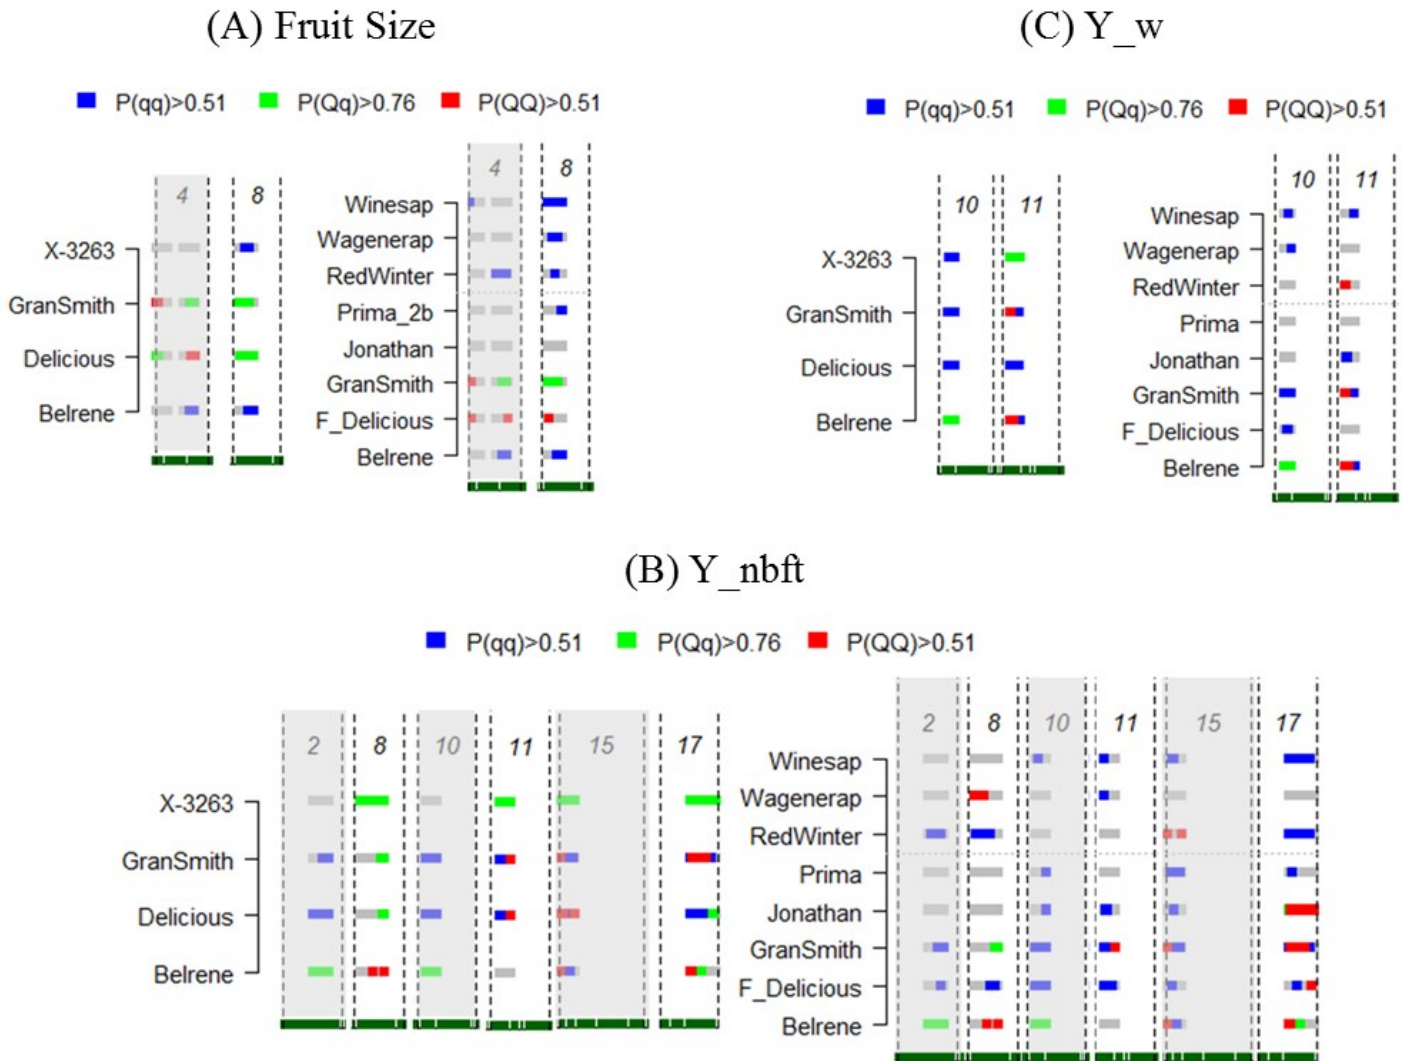 (A) Fruit Size
P(qq)>0.51 P(Qq)>0.76 P(QQ)>0.51
4 8
X-3263
GranSmith
Delicious
Belrene
4 8
Winesap
Wagenerap
RedWinter
Prima_2b
Jonathan
GranSmith
F_Delicious
Belrene
(C) Y_w
P(qq)>0.51 P(Qq)>0.76 P(QQ)>0.51
10 11
X-3263
GranSmith
Delicious
Belrene
10 11
Winesap
Wagenerap
RedWinter
Prima
Jonathan
GranSmith
F_Delicious
Belrene
(B) Y_nbft
P(qq)>0.51 P(Qq)>0.76 P(QQ)>0.51
2 8 10 11 15 17
X-3263
GranSmith
Delicious
Belrene
2 8 10 11 15 17
Winesap
Wagenerap
RedWinter
Prima
Jonathan
GranSmith
F_Delicious
Belrene